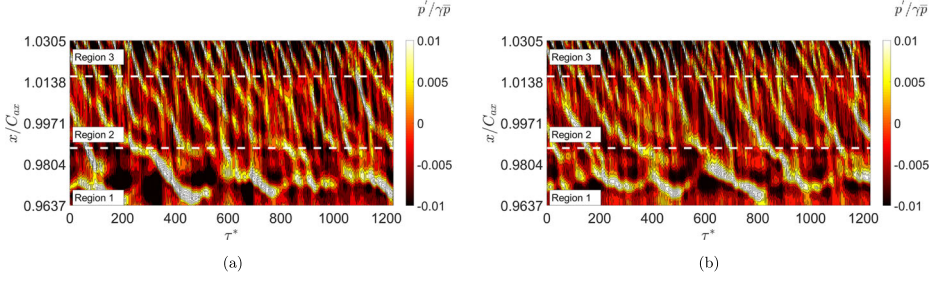 p′/γp̄
1.0305
1.0138
0.9971
0.9804
0.9637
x/C_ax
Region 3
Region 2
Region 1
0 200 400 600 800 1000 1200
τ*
0.01
0.005
0
-0.005
-0.01
(a)
p′/γp̄
1.0305
1.0138
0.9971
0.9804
0.9637
x/C_ax
Region 3
Region 2
Region 1
0 200 400 600 800 1000 1200
τ*
0.01
0.005
0
-0.005
-0.01
(b)